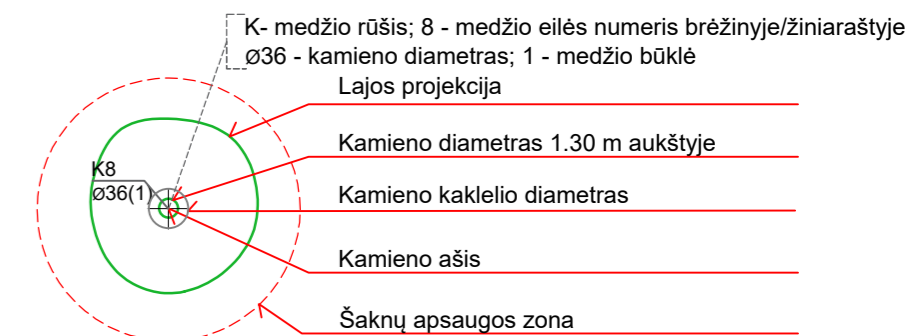 K- medžio rūšis; 8 - medžio eilės numeris brėžinyje/žiniaraštyje
Ø36 - kamieno diametras; 1 - medžio būklė
Lajos projekcija
Kamieno diametras 1.30 m aukštyje
K8
Ø36(1)
Kamieno kaklelio diametras
Kamieno ašis
Šaknų apsaugos zona